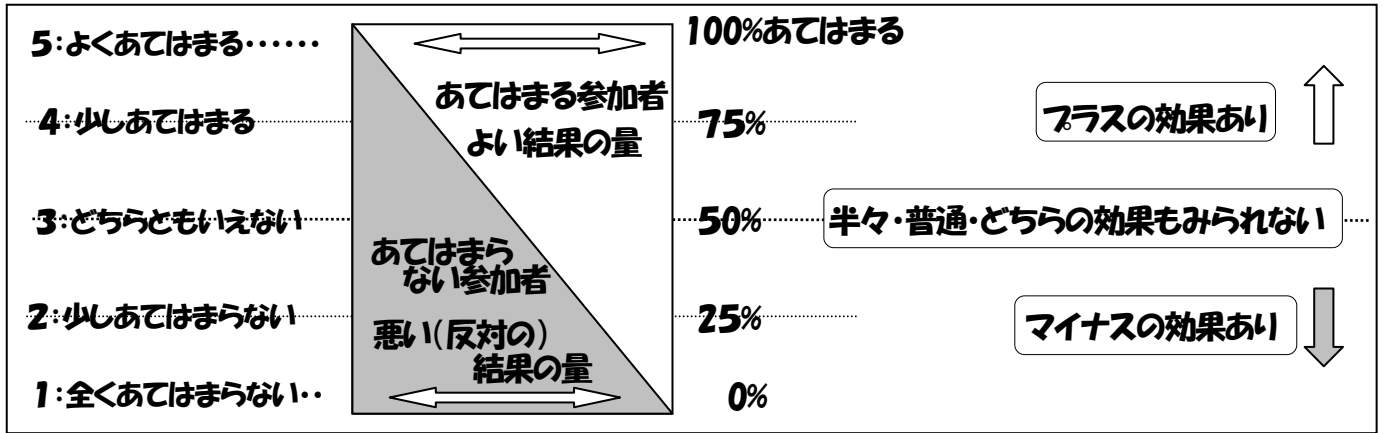 5:よくあてはまる‥‥‥
100%あてはまる
あてはまる参加者
よい結果の量
4:少しあてはまる
75%
プラスの効果あり
3:どちらともいえない
50%
半々・普通・どちらの効果もみられない
あてはまら
ない参加者
2:少しあてはまらない
25%
マイナスの効果あり
悪い(反対の)
結果の量
1:全くあてはまらない‥
0%